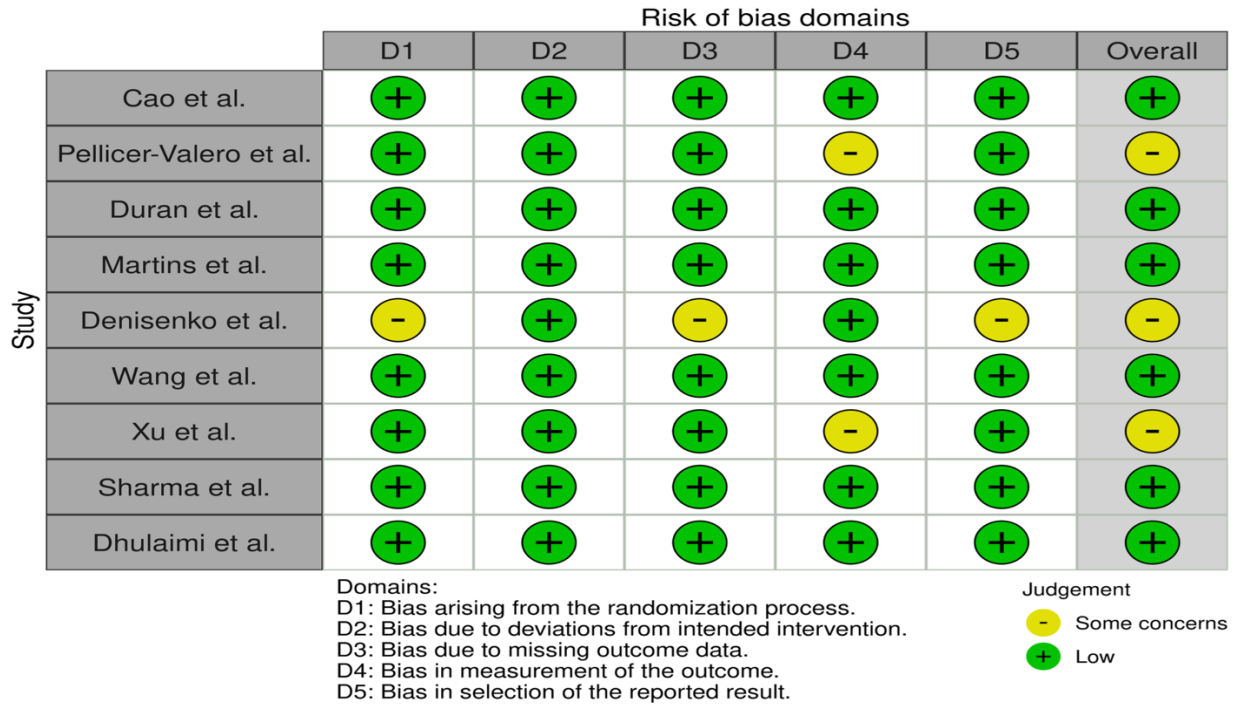 Risk of bias domains
D1 D2 D3 D4 D5 Overall
Study
Cao et al. + + + + + +
Pellicer-Valero et al. + + + - + -
Duran et al. + + + + + +
Martins et al. + + + + + +
Denisenko et al. - + - + - -
Wang et al. + + + + + +
Xu et al. + + + - + -
Sharma et al. + + + + + +
Dhulaimi et al. + + + + + +
Domains:
D1: Bias arising from the randomization process.
D2: Bias due to deviations from intended intervention.
D3: Bias due to missing outcome data.
D4: Bias in measurement of the outcome.
D5: Bias in selection of the reported result.
Judgement
- Some concerns
+ Low